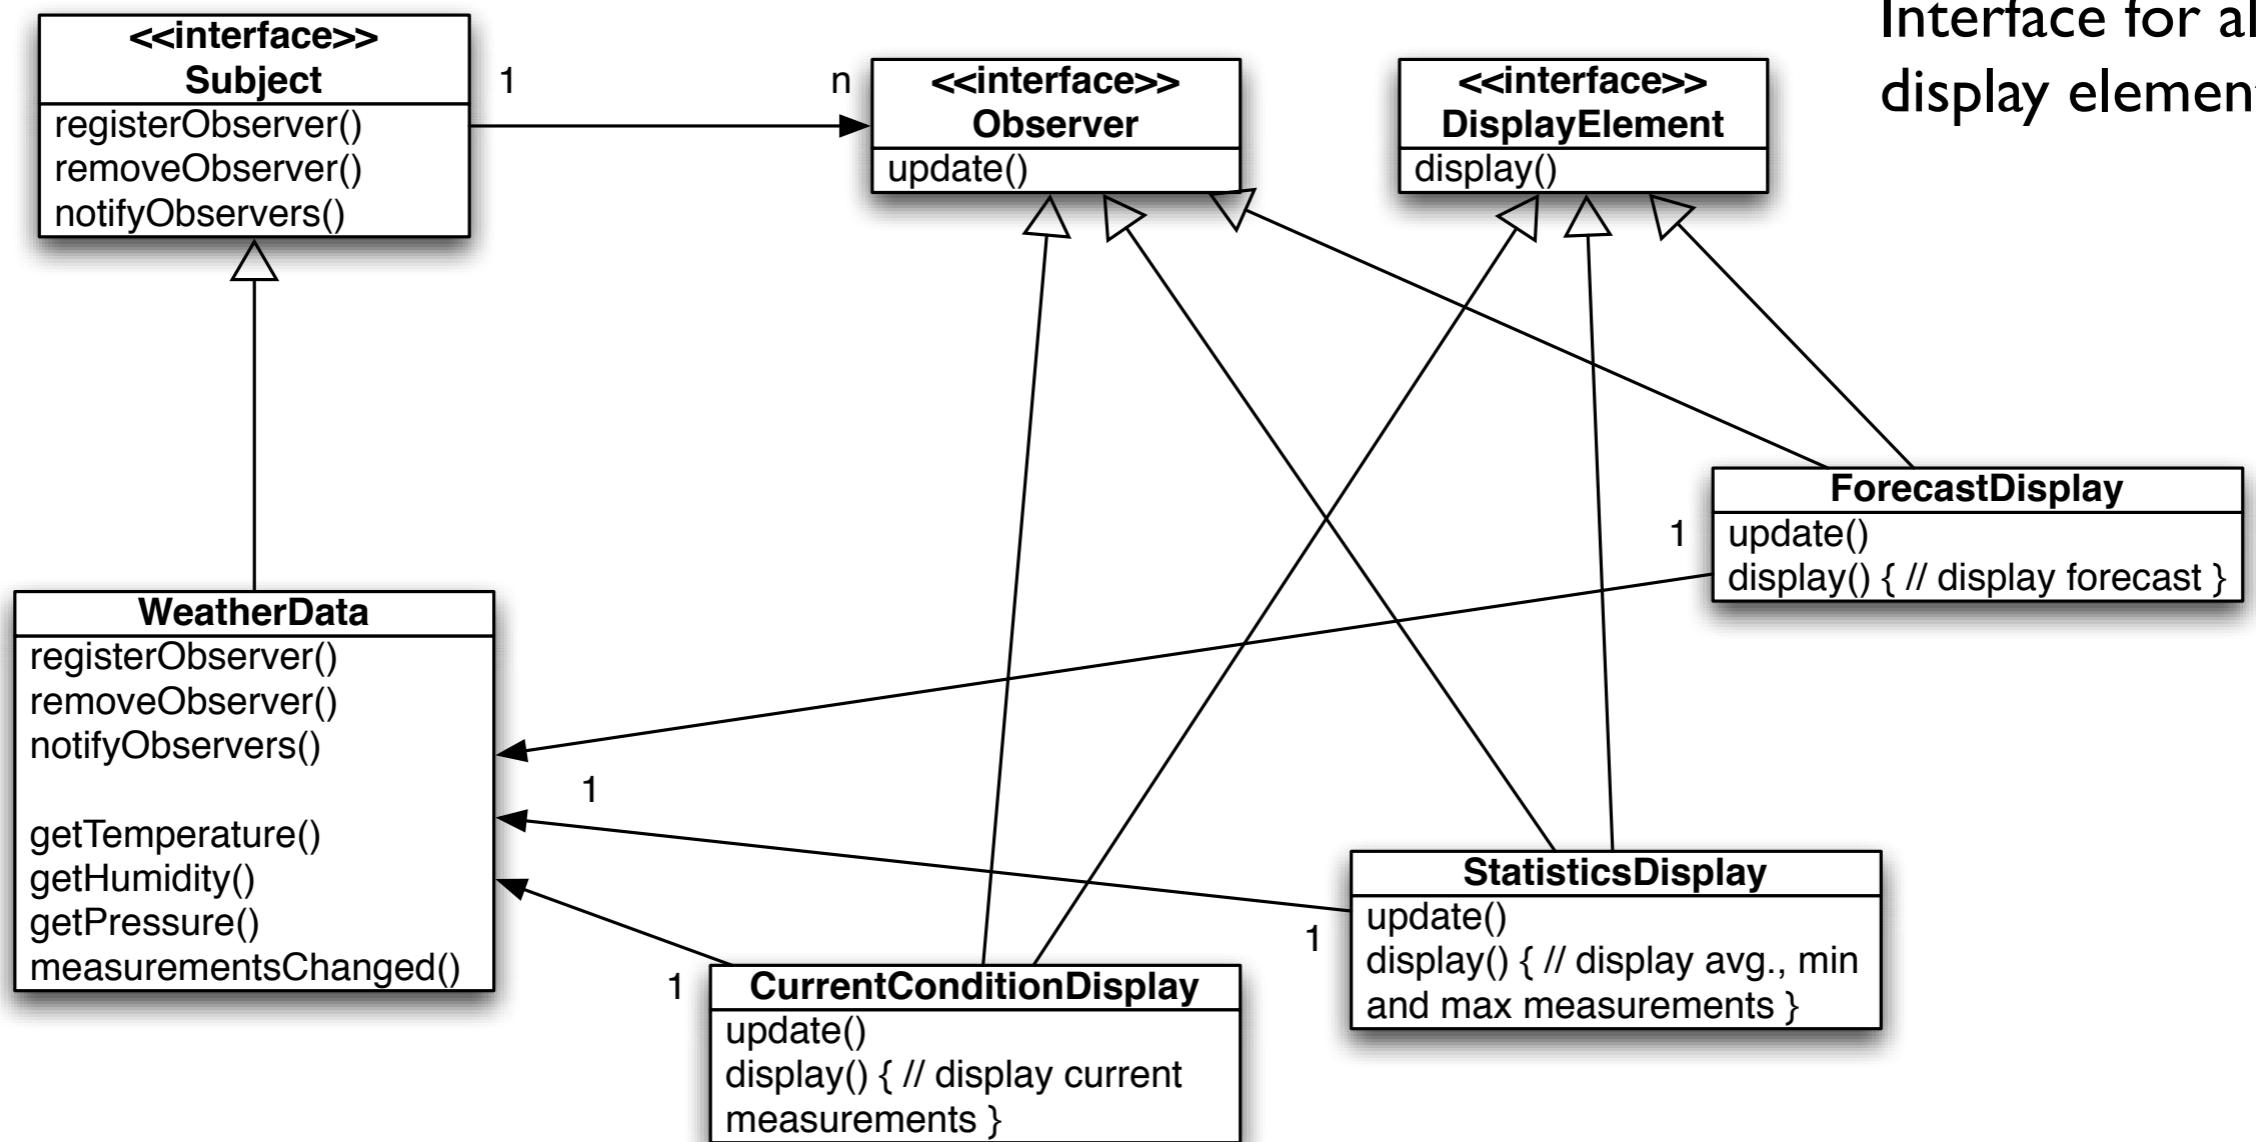 <<interface>>
Subject
registerObserver()
removeObserver()
notifyObservers()
1
n
<<interface>>
Observer
update()
<<interface>>
DisplayElement
display()
Interface for
display
WeatherData
registerObserver()
removeObserver()
notifyObservers()
getTemperature()
getHumidity()
getPressure()
measurementsChanged()
1
ForecastDisplay
1
update()
display() { // display forecast }
StatisticsDisplay
1
update()
display() { // display avg., min
and max measurements }
CurrentConditionDisplay
1
update()
display() { // display current
measurements }